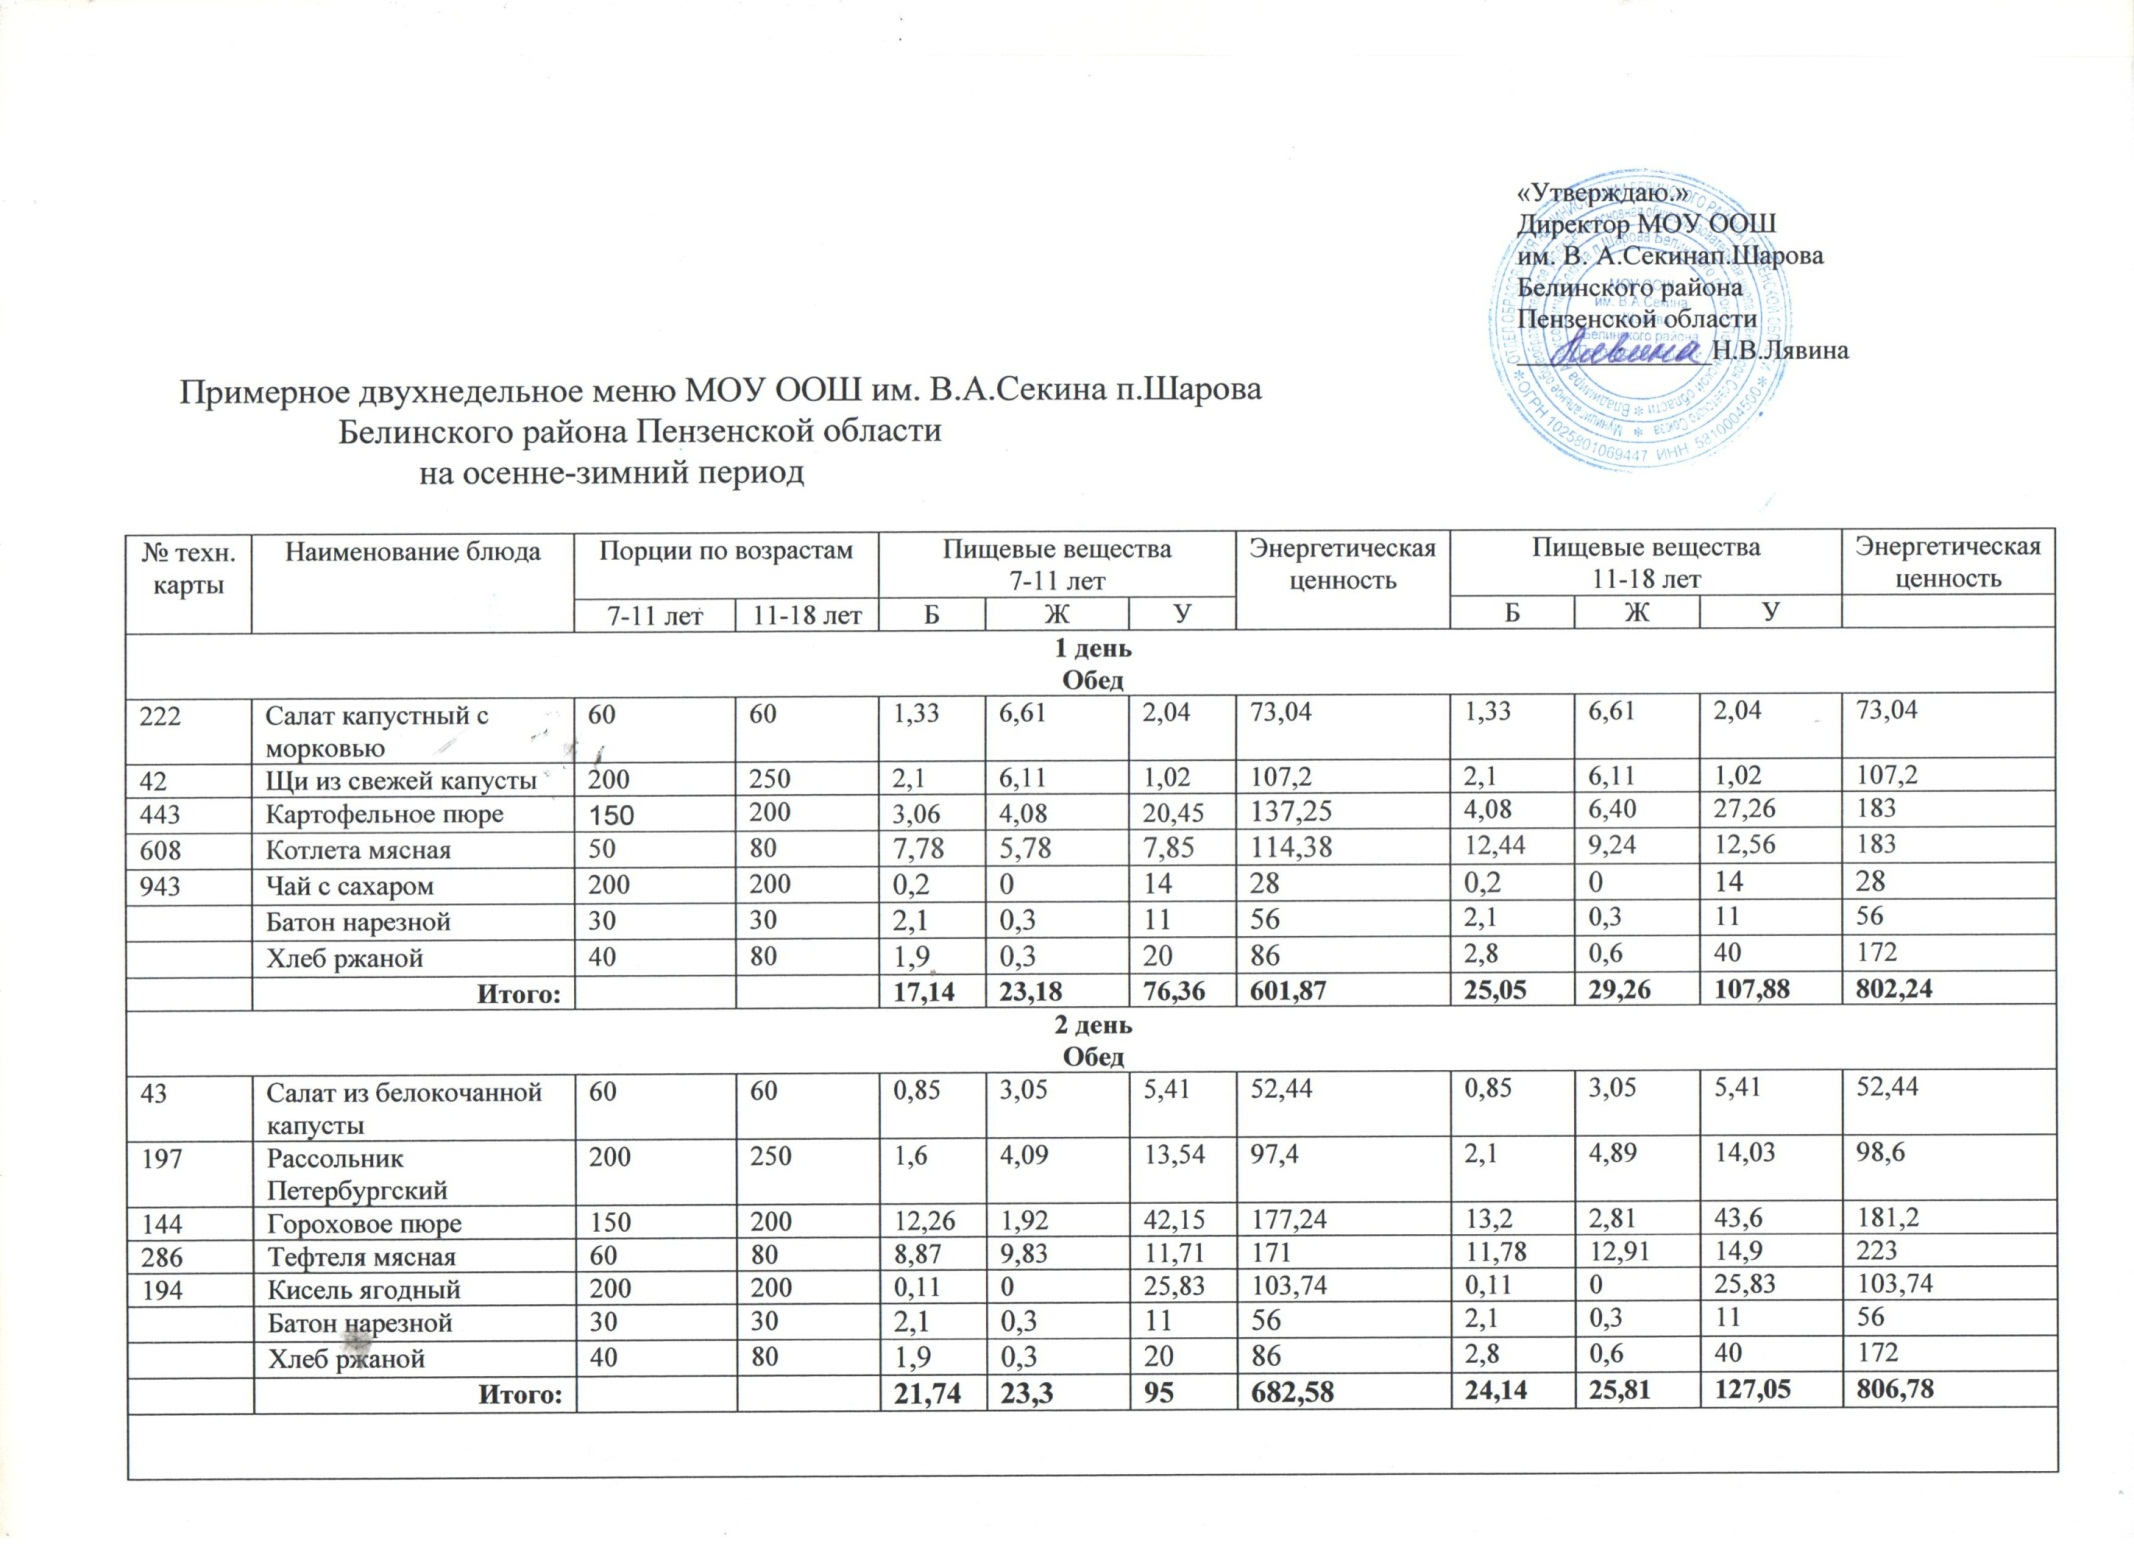 «Утверждаю.»
Директор МОУ ООШ
им. В. А.Секинап.Шарова
Белинского района
Пензенской области
Н.В.Лявина
ОГРН 1025801069447 ИНН 5810004500
МОУ ООШ
им. В.А.Секина
Белинского района
Примерное двухнедельное меню МОУ ООШ им. В.А.Секина п.Шарова
Белинского района Пензенской области
на осенне-зимний период
№ техн. карты Наименование блюда Порции по возрастам Пищевые вещества 7-11 лет Энергетическая ценность Пищевые вещества 11-18 лет Энергетическая ценность
7-11 лет 11-18 лет Б Ж У Б Ж У
1 день
Обед
222 Салат капустный с морковью 60 60 1,33 6,61 2,04 73,04 1,33 6,61 2,04 73,04
42 Щи из свежей капусты 200 250 2,1 6,11 1,02 107,2 2,1 6,11 1,02 107,2
443 Картофельное пюре 150 200 3,06 4,08 20,45 137,25 4,08 6,40 27,26 183
608 Котлета мясная 50 80 7,78 5,78 7,85 114,38 12,44 9,24 12,56 183
943 Чай с сахаром 200 200 0,2 0 14 28 0,2 0 14 28
Батон нарезной 30 30 2,1 0,3 11 56 2,1 0,3 11 56
Хлеб ржаной 40 80 1,9 0,3 20 86 2,8 0,6 40 172
Итого: 17,14 23,18 76,36 601,87 25,05 29,26 107,88 802,24
2 день
Обед
43 Салат из белокочанной капусты 60 60 0,85 3,05 5,41 52,44 0,85 3,05 5,41 52,44
197 Рассольник Петербургский 200 250 1,6 4,09 13,54 97,4 2,1 4,89 14,03 98,6
144 Гороховое пюре 150 200 12,26 1,92 42,15 177,24 13,2 2,81 43,6 181,2
286 Тефтеля мясная 60 80 8,87 9,83 11,71 171 11,78 12,91 14,9 223
194 Кисель ягодный 200 200 0,11 0 25,83 103,74 0,11 0 25,83 103,74
Батон нарезной 30 30 2,1 0,3 11 56 2,1 0,3 11 56
Хлеб ржаной 40 80 1,9 0,3 20 86 2,8 0,6 40 172
Итого: 21,74 23,3 95 682,58 24,14 25,81 127,05 806,78